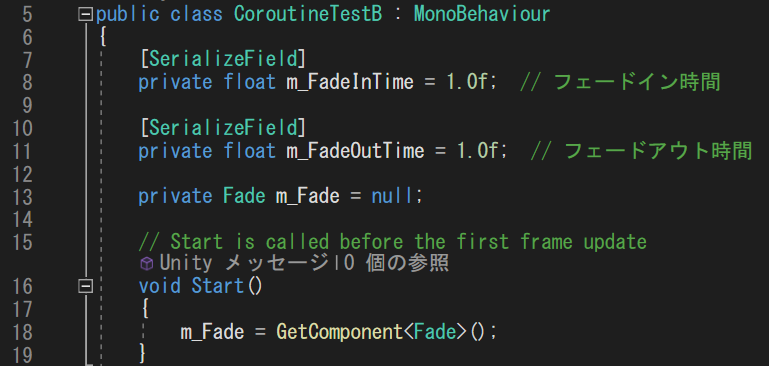 5 public class CoroutineTestB : MonoBehaviour
6 {
7 [SerializeField]
8 private float m_FadeInTime = 1.0f; // フェードイン時間
9
10 [SerializeField]
11 private float m_FadeOutTime = 1.0f; // フェードアウト時間
12
13 private Fade m_Fade = null;
14
15 // Start is called before the first frame update
Unity メッセージ|0 個の参照
16 void Start()
17 {
18 m_Fade = GetComponent<Fade>();
19 }